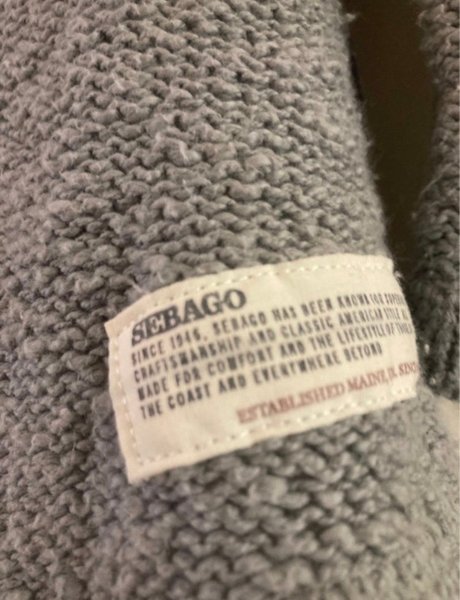 SEBAGO
SINCE 1946, SEBAGO HAS BEEN KNOWN FOR
CRAFTSMANSHIP AND CLASSIC AMERICAN STYLE
MADE FOR COMFORT AND THE LIFESTYLE OF
THE COAST AND EVERYWHERE BEYOND
ESTABLISHED MAINE,